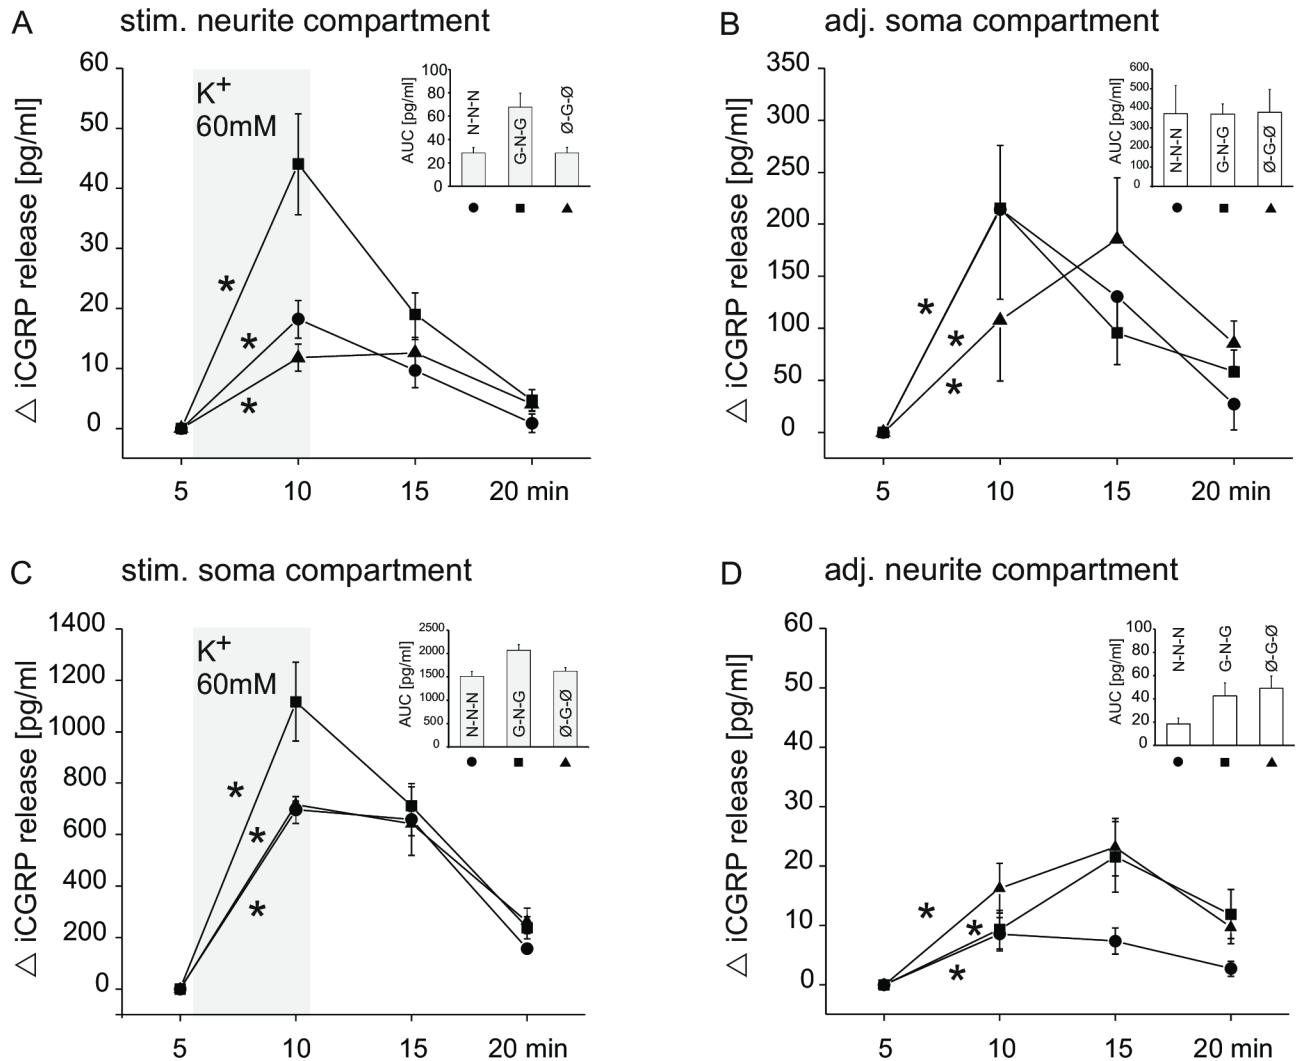 A stim. neurite compartment
△ iCGRP release [pg/ml]
60
50
40
30
20
10
0
K+
60mM
*
*
*
5 10 15 20 min
AUC [pg/ml]
100
80
60
40
20
0
N-N-N
G-N-G
Ø-G-Ø
B adj. soma compartment
△ iCGRP release [pg/ml]
350
300
250
200
150
100
50
0
*
*
*
5 10 15 20 min
AUC [pg/ml]
600
500
400
300
200
100
0
N-N-N
G-N-G
Ø-G-Ø
C stim. soma compartment
△ iCGRP release [pg/ml
1400
1200
1000
800
600
400
200
0
K+
60mM
*
*
*
5 10 15 20 min
AUC [pg/ml]
2500
2000
1500
1000
500
0
N-N-N
G-N-G
Ø-G-Ø
D adj. neurite compartment
△ iCGRP release [pg/ml]
60
50
40
30
20
10
0
*
*
*
5 10 15 20 min
AUC [pg/ml]
100
80
60
40
20
0
N-N-N
G-N-G
Ø-G-Ø